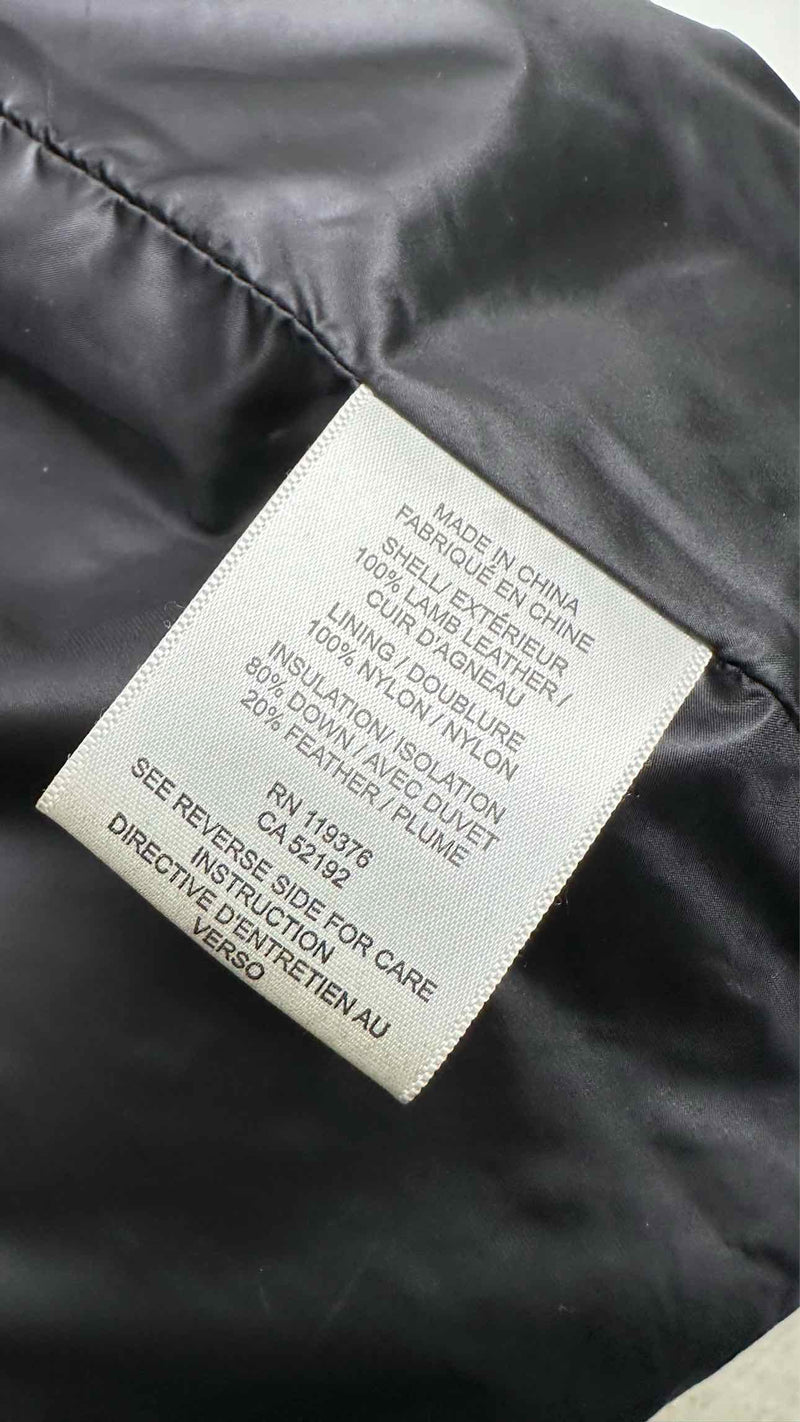 MADE IN CHINA
FABRIQUÉ EN CHINE
SHELL/ EXTÉRIEUR
100% LAMB LEATHER /
CUIR D'AGNEAU
LINING / DOUBLURE
100% NYLON / NYLON
INSULATION/ ISOLATION
80% DOWN / AVEC DUVET
20% FEATHER / PLUME
RN 119376
CA 52192
SEE REVERSE SIDE FOR CARE
INSTRUCTION
DIRECTIVE D'ENTRETIEN AU
VERSO